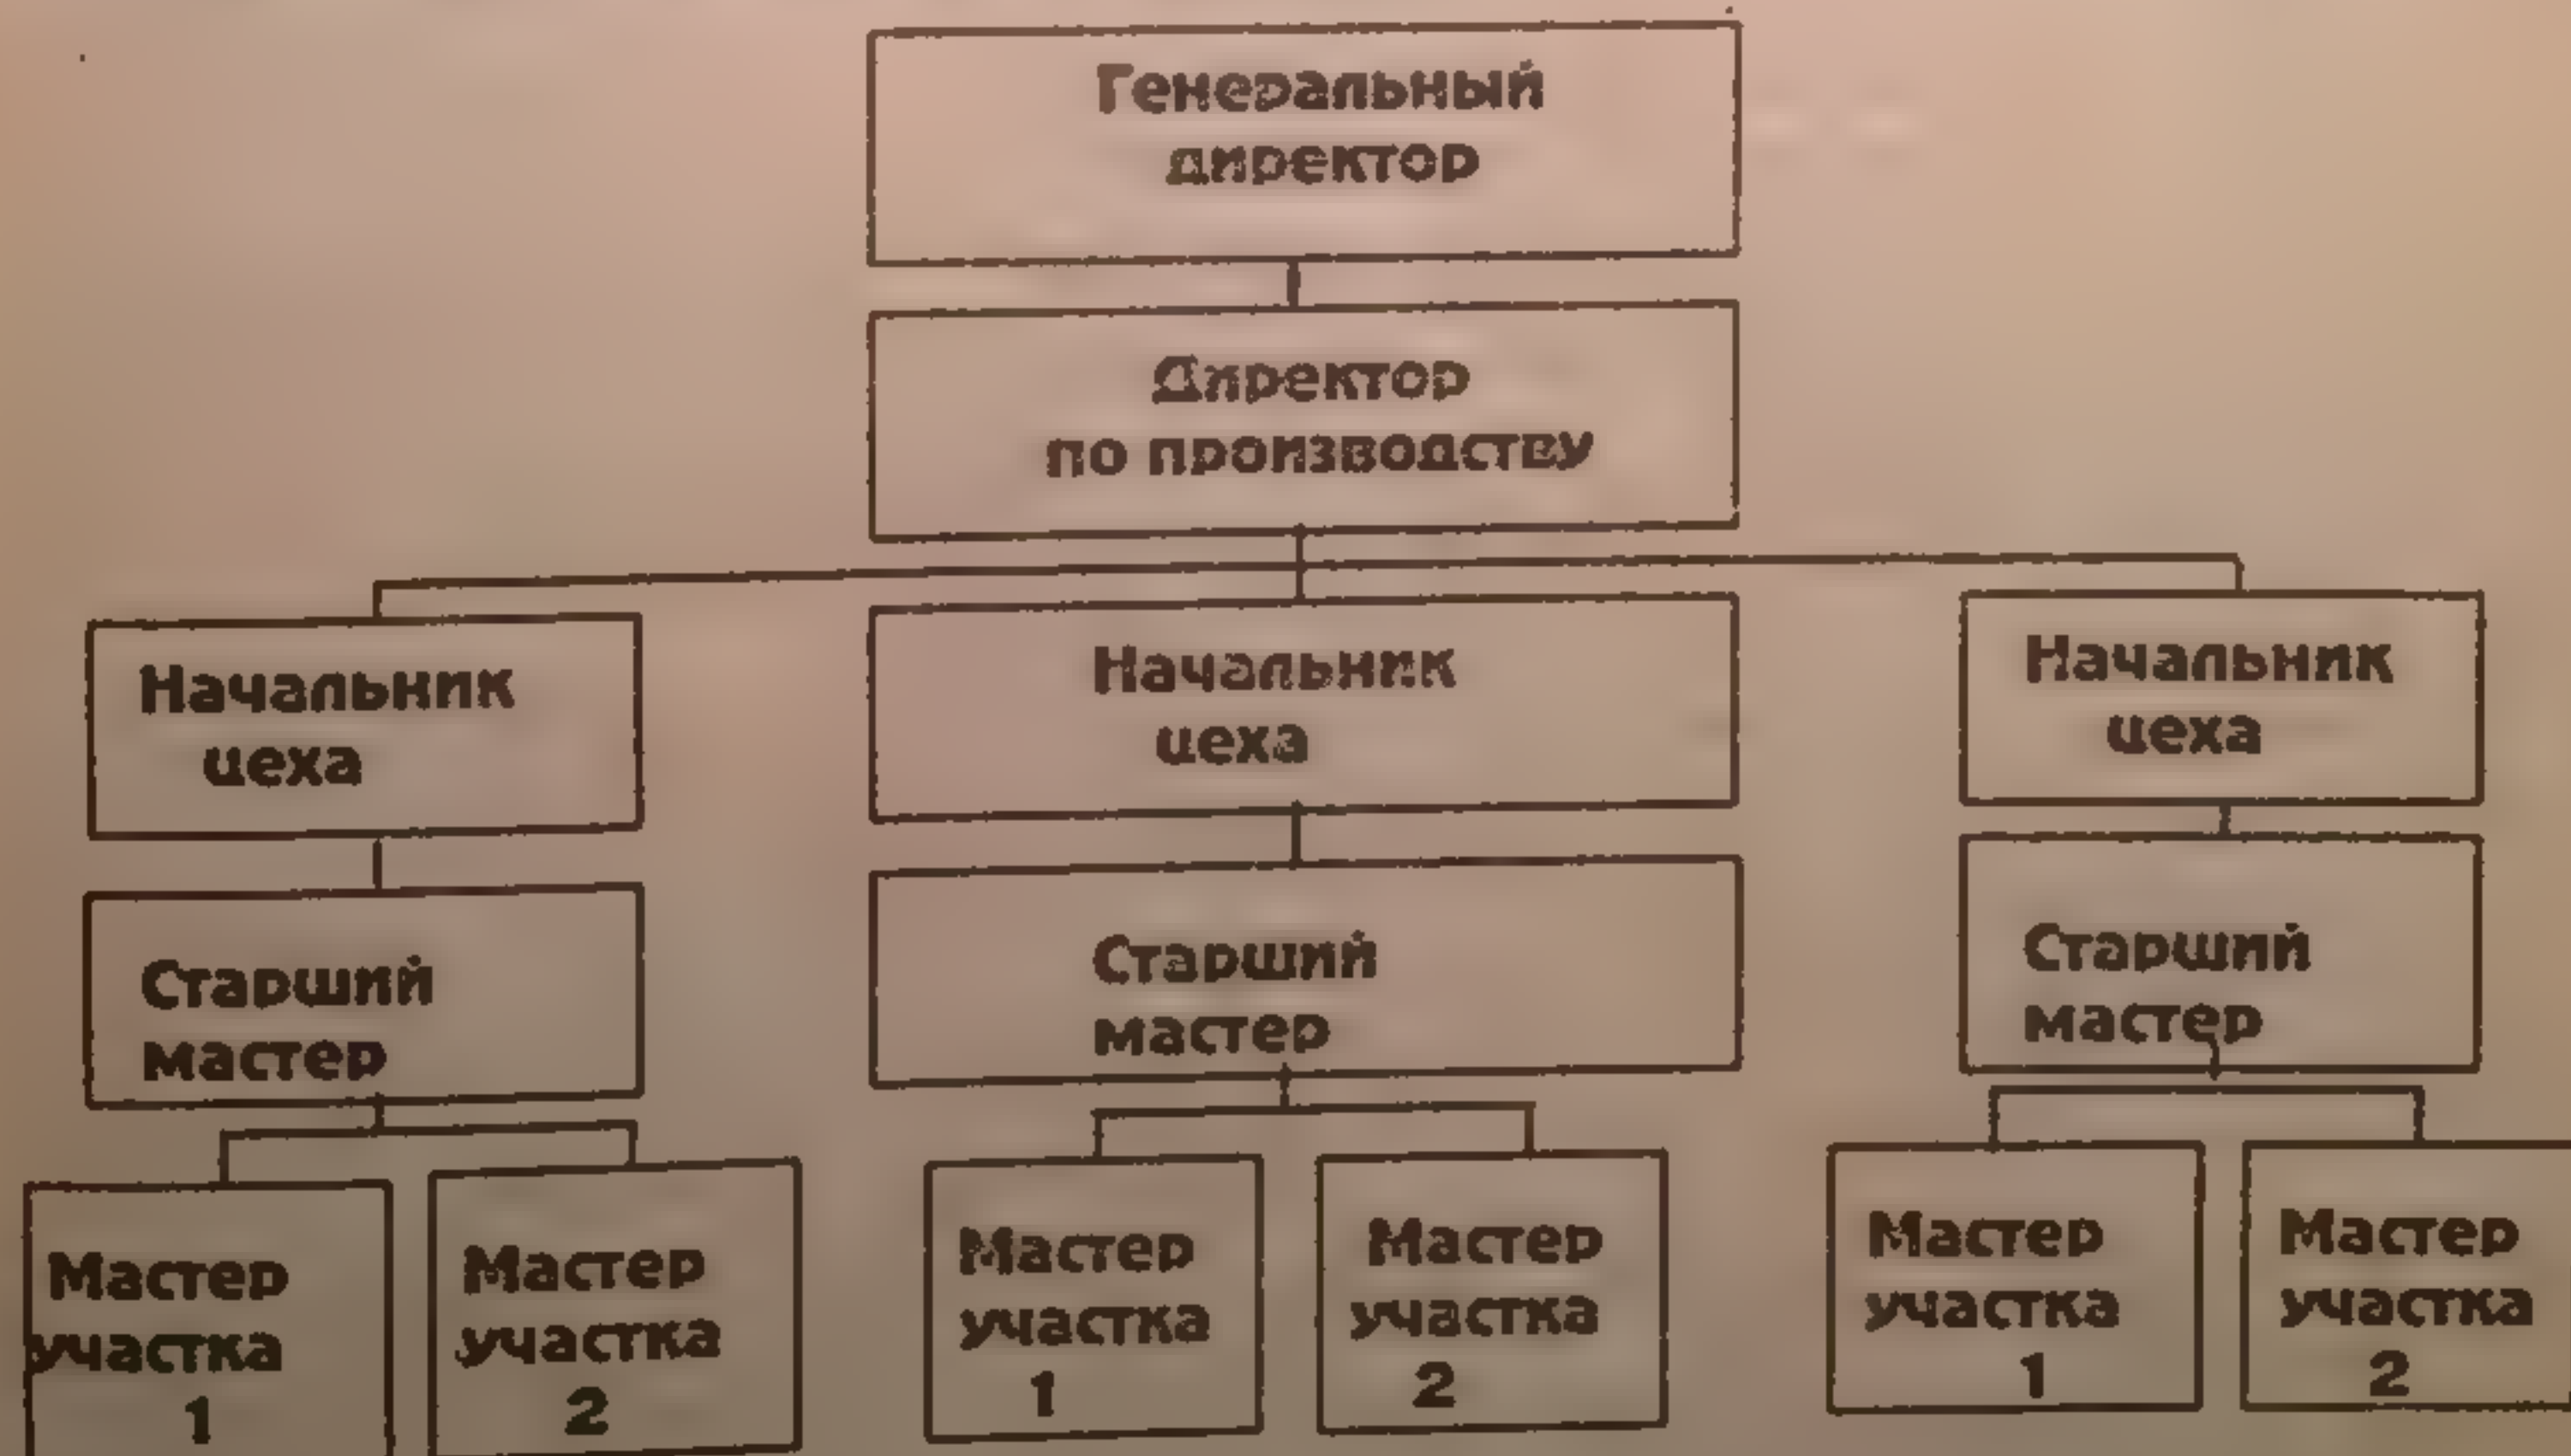 Генеральный
директор
Директор
по производству
Начальник
цеха
Начальник
цеха
Начальник
цеха
Старший
мастер
Старший
мастер
Старший
мастер
Мастер
участка
1
Мастер
участка
2
Мастер
участка
1
Мастер
участка
2
Мастер
участка
1
Мастер
участка
2